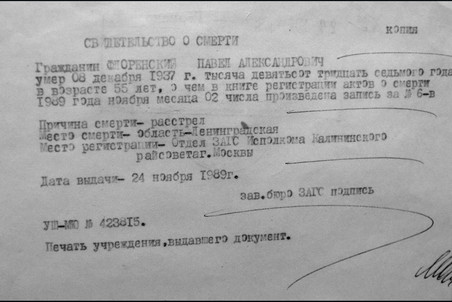 копия
СВИДЕТЕЛЬСТВО О СМЕРТИ
Гражданин ФЛОРЕНСКИЙ ПАВЕЛ АЛЕКСАНДРОВИЧ
умер 08 декабря 1937 г. тысяча девятьсот тридцать седьмого года
в возрасте 55 лет, о чем в книге регистрации актов о смерти
1989 года ноября месяца 02 числа произведена запись за № 6-в
Причина смерти- расстрел
Место смерти- область-Ленинградская
Место регистрации- Отдел ЗАГС Исполкома Калининского
райсовета г. Москвы
Дата выдачи- 24 ноября 1989г.
зав.бюро ЗАГС подпись
УШ-МЮ № 423815.
Печать учреждения, выдавшего документ.